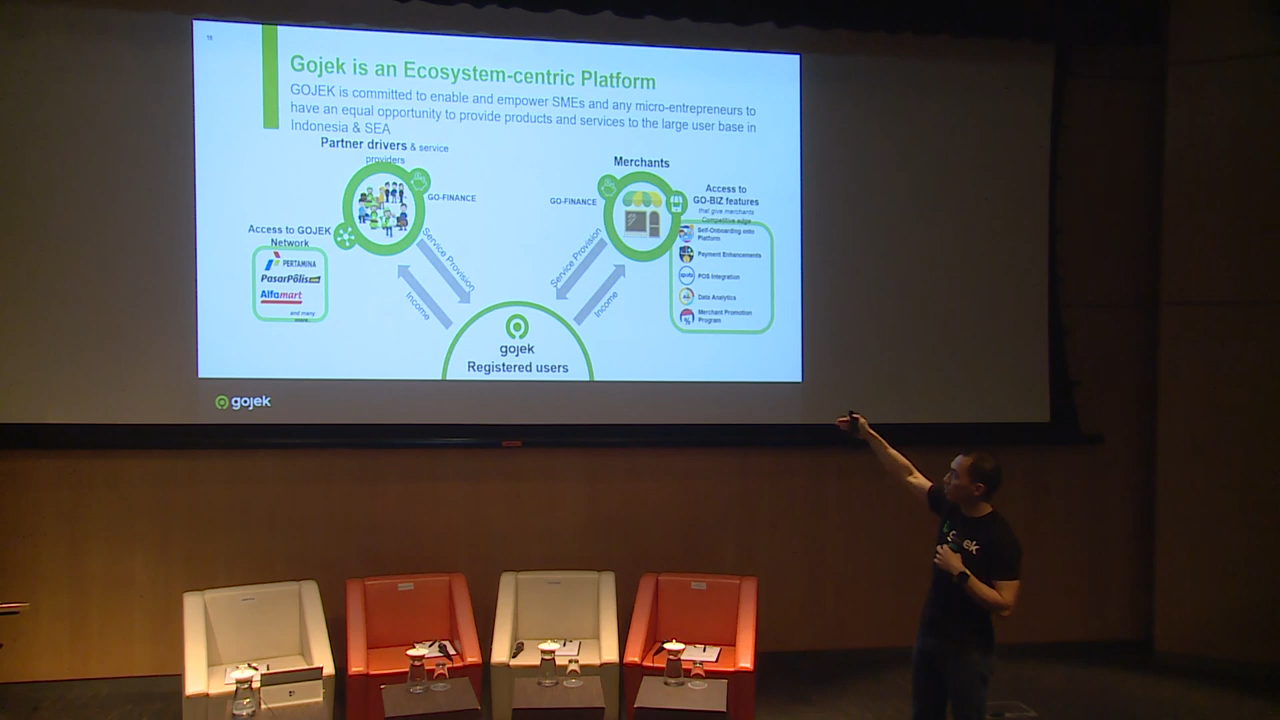 19
Gojek is an Ecosystem-centric Platform
GOJEK is committed to enable and empower SMEs and any micro-entrepreneurs to
have an equal opportunity to provide products and services to the large user base in
Indonesia & SEA
Partner drivers & service
providers
GO-FINANCE
Access to GOJEK
Network
PERTAMINA
PasarPolis
Alfamart
and many
more...
Service Provision
Income
Merchants
GO-FINANCE
Access to
GO-BIZ features
that give merchants
Competitive edge
Self-Onboarding onto
Platform
Payment Enhancements
POS Integration
Data Analytics
Merchant Promotion
Program
Service Provision
Income
gojek
Registered users
gojek
gojek